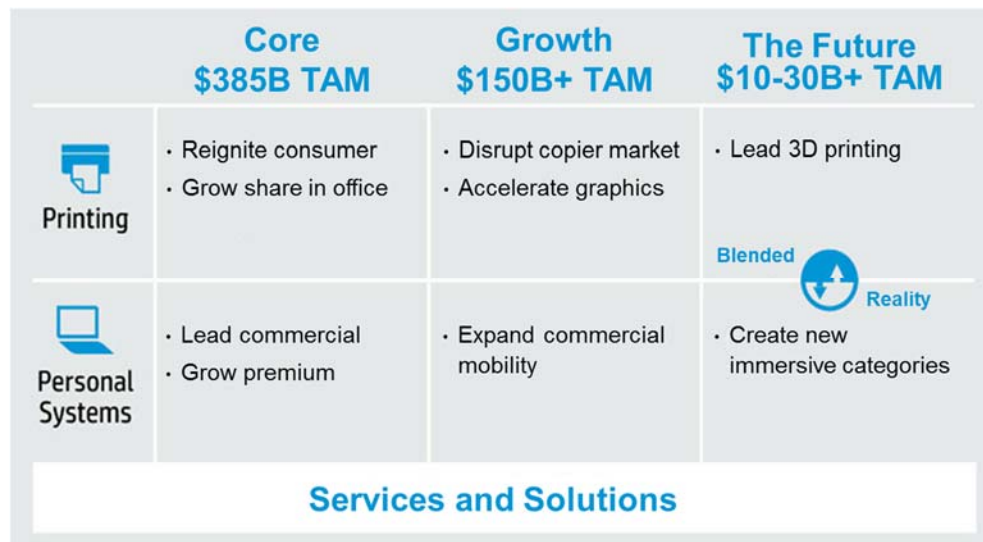 Core
$385B TAM
Growth
$150B+ TAM
The Future
$10-30B+ TAM
Printing
· Reignite consumer
· Grow share in office
· Disrupt copier market
· Accelerate graphics
· Lead 3D printing
Blended
Reality
Personal
Systems
· Lead commercial
· Grow premium
· Expand commercial
mobility
· Create new
immersive categories
Services and Solutions